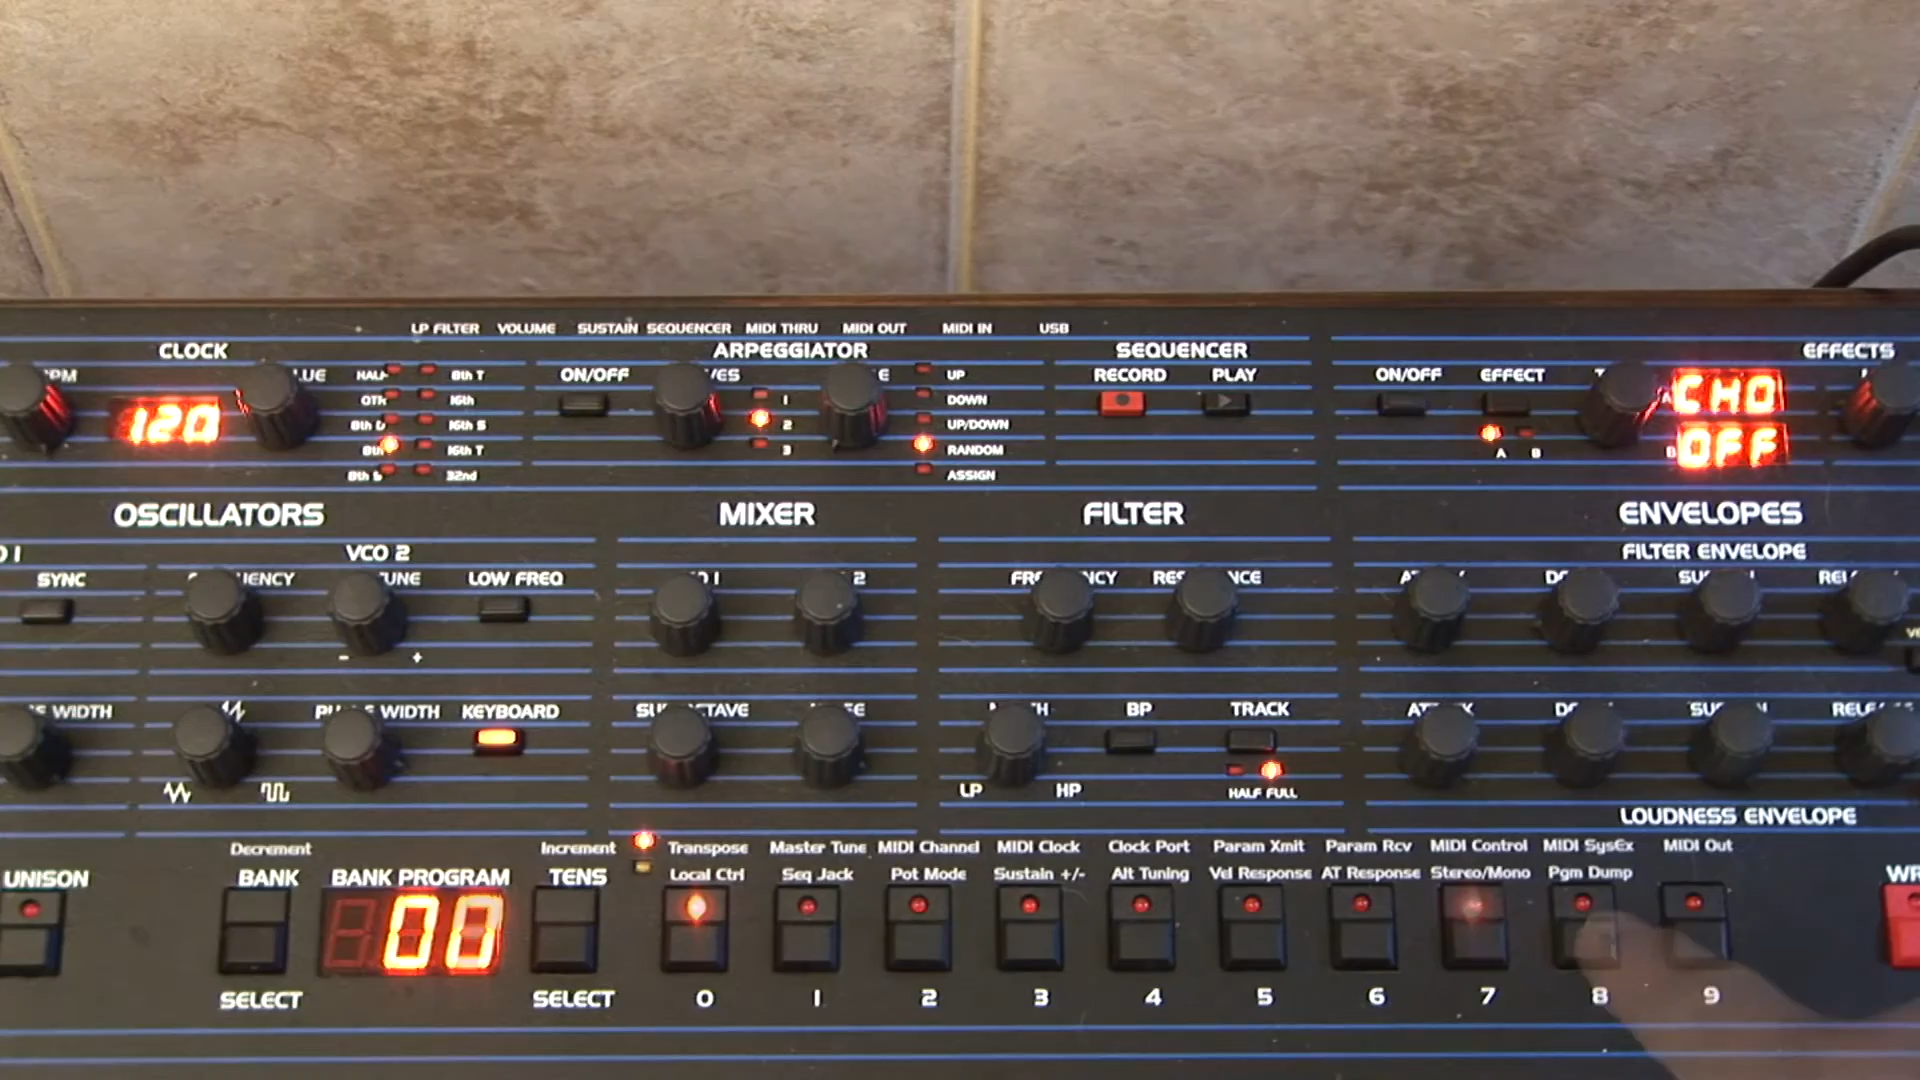 LP FILTER VOLUME SUSTAIN SEQUENCER MIDI THRU MIDI OUT MIDI IN USB
CLOCK ARPEGGIATOR SEQUENCER EFFECTS
ON/OFF UP RECORD PLAY ON/OFF EFFECT
8th T
1 DOWN
16th
2 UP/DOWN
16th S
3 RANDOM
16th T
ASSIGN
32nd
120
A CHO
B OFF
A B
OSCILLATORS MIXER FILTER ENVELOPES
VCO 2 FILTER ENVELOPE
SYNC LOW FREQ
- +
WIDTH WIDTH KEYBOARD BP TRACK
LP HP HALF FULL
LOUDNESS ENVELOPE
Decrement Increment Transpose Master Tune MIDI Channel MIDI Clock Clock Port Param Xmit Param Rcv MIDI Control MIDI SysEx MIDI Out
UNISON BANK BANK PROGRAM TENS Local Ctrl Seq Jack Pot Mode Sustain +/- Alt Tuning Vel Response AT Response Stereo/Mono Pgm Dump
00
SELECT SELECT 0 1 2 3 4 5 6 7 8 9